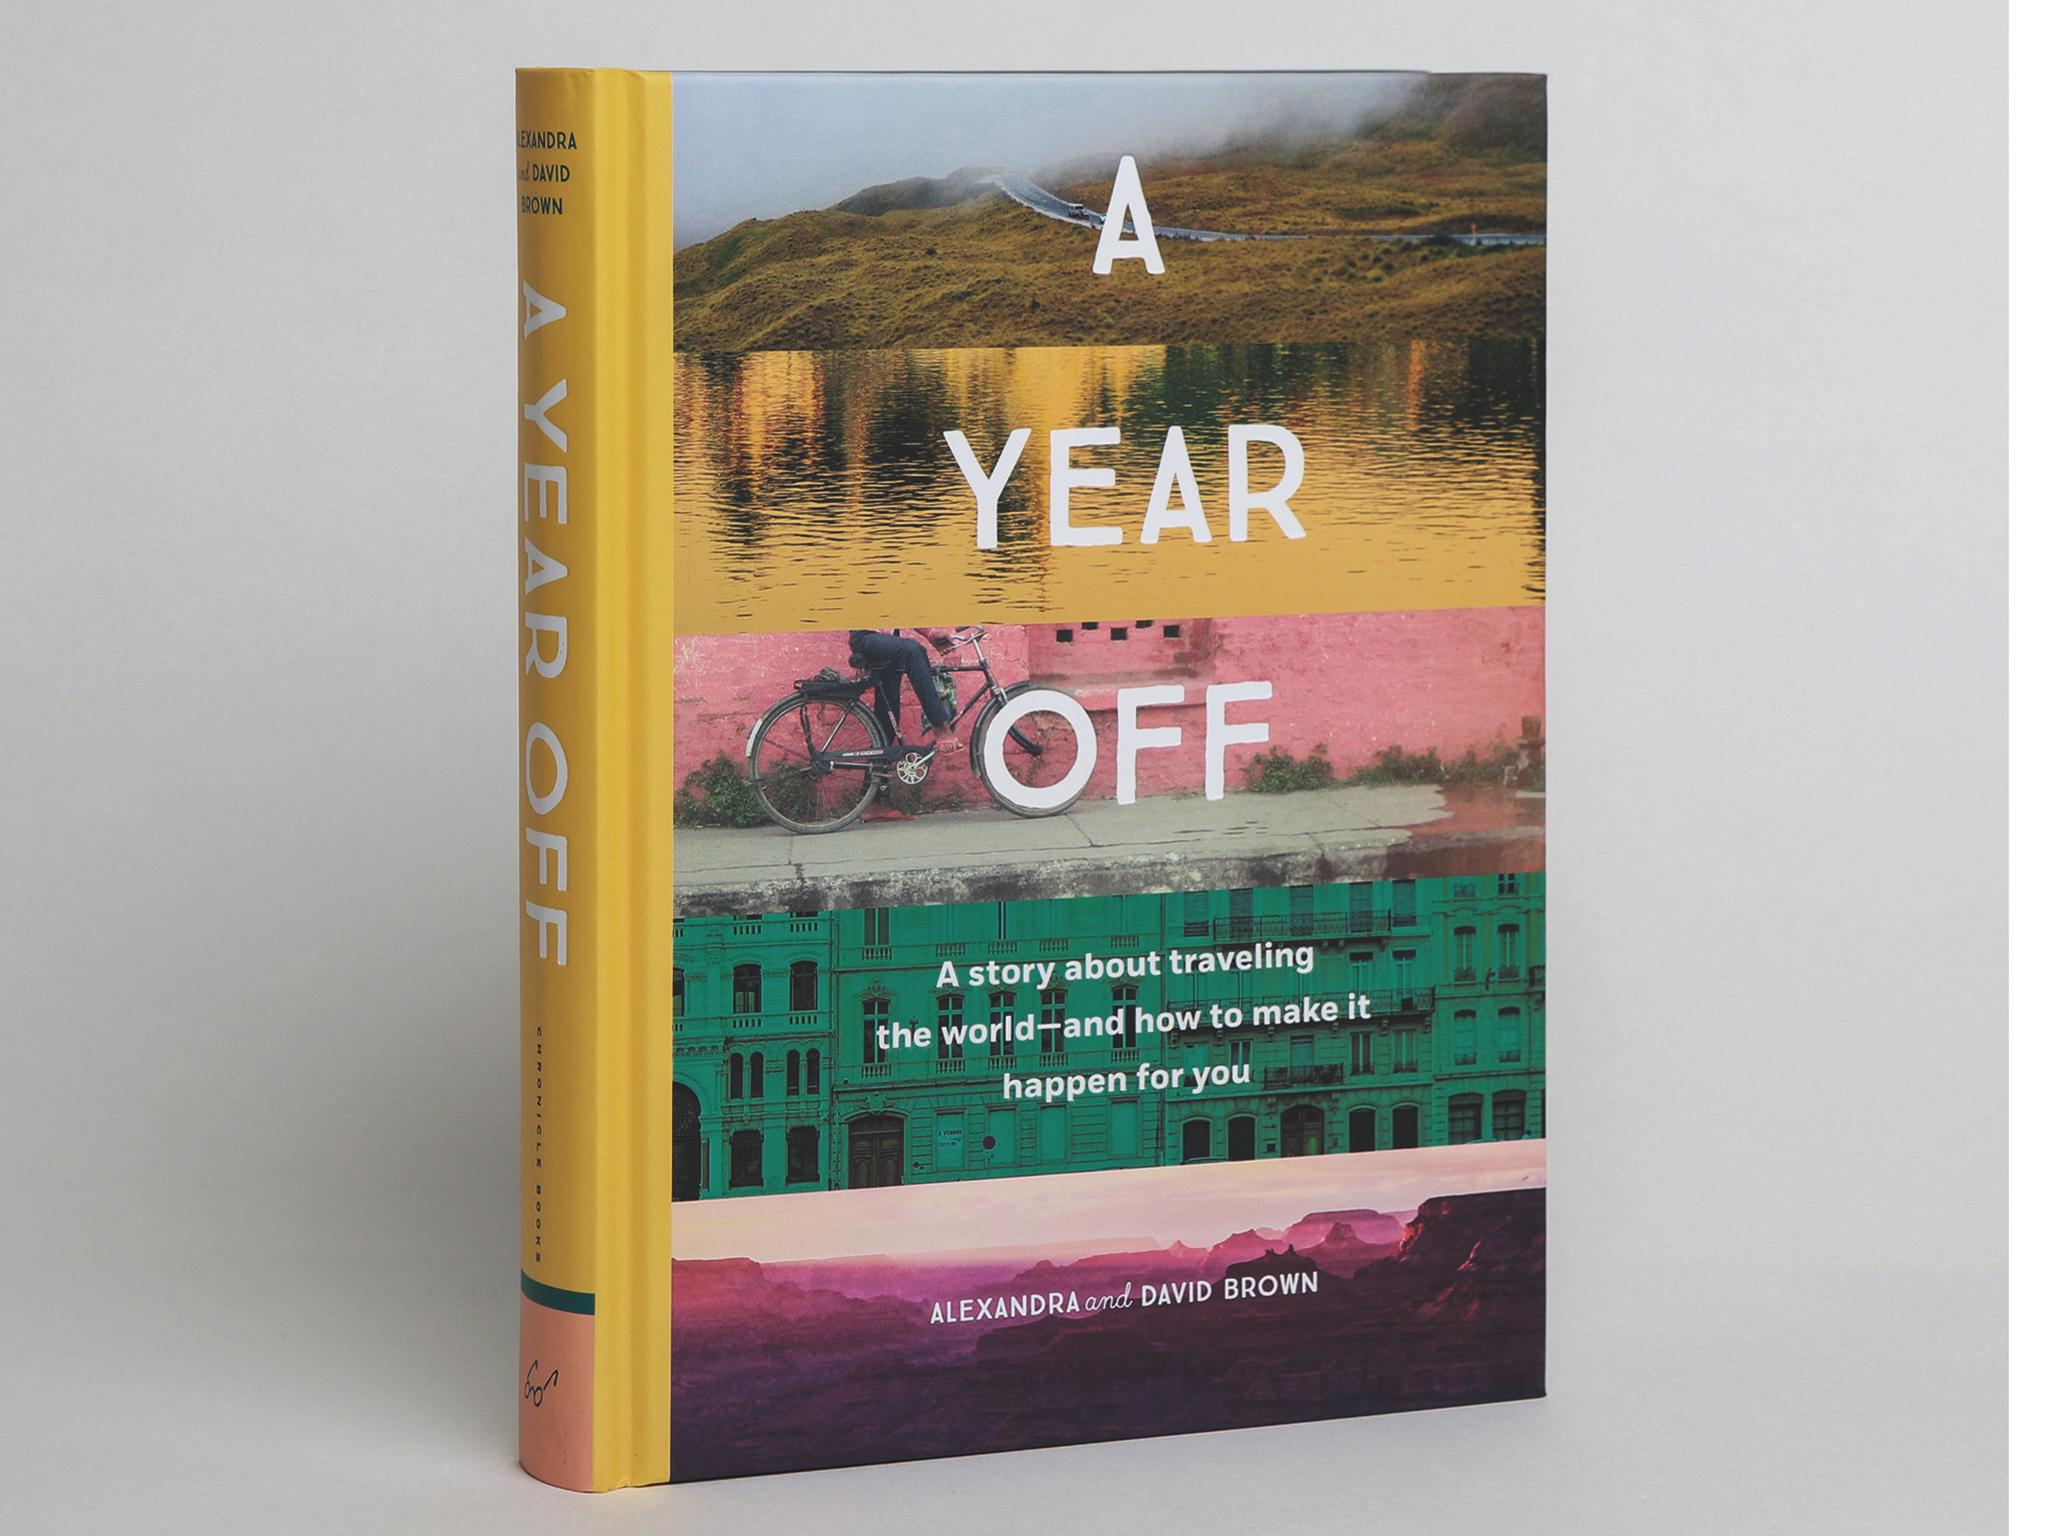 ALEXANDRA
and DAVID
BROWN
A YEAR OFF
CHRONICLE BOOKS
A
YEAR
OFF
A story about traveling
the world—and how to make it
happen for you
ALEXANDRA and DAVID BROWN